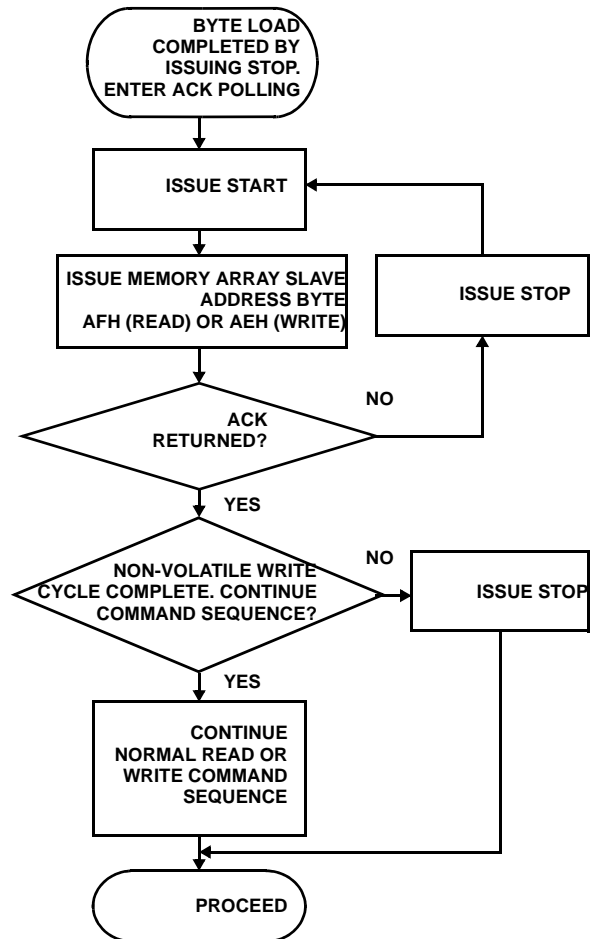 BYTE LOAD
COMPLETED BY
ISSUING STOP.
ENTER ACK POLLING
ISSUE START
ISSUE MEMORY ARRAY SLAVE
ADDRESS BYTE
AFH (READ) OR AEH (WRITE)
ISSUE STOP
ACK
RETURNED?
NO
YES
NON-VOLATILE WRITE
CYCLE COMPLETE. CONTINUE
COMMAND SEQUENCE?
NO
ISSUE STOP
YES
CONTINUE
NORMAL READ OR
WRITE COMMAND
SEQUENCE
PROCEED